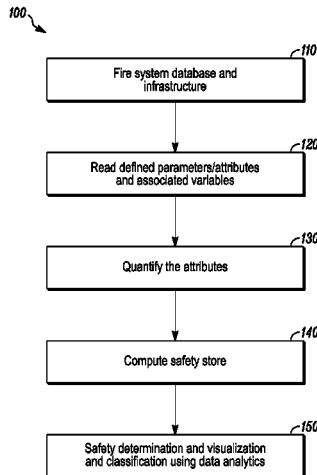 100
110
Fire system database and
infrastructure
120
Read defined parameters/attributes
and associated variables
130
Quantify the attributes
140
Compute safety store
150
Safety determination and visualization
and classification using data analytics